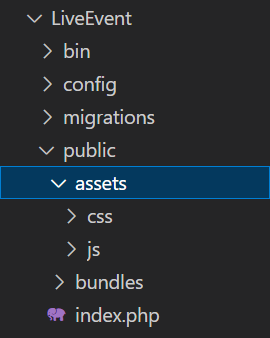 LiveEvent
bin
config
migrations
public
assets
css
js
bundles
index.php